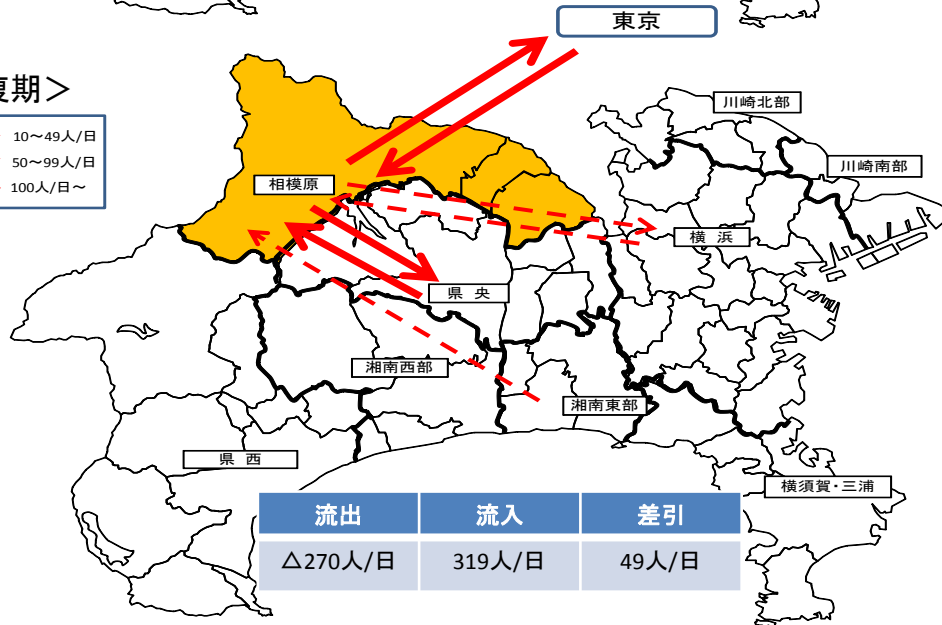 東京
復期＞
10～49人/日
50～99人/日
100人/日～
川崎北部
川崎南部
相模原
横 浜
県 央
湘南西部
湘南東部
県 西
横須賀・三浦
流出 流入 差引
△270人/日 319人/日 49人/日